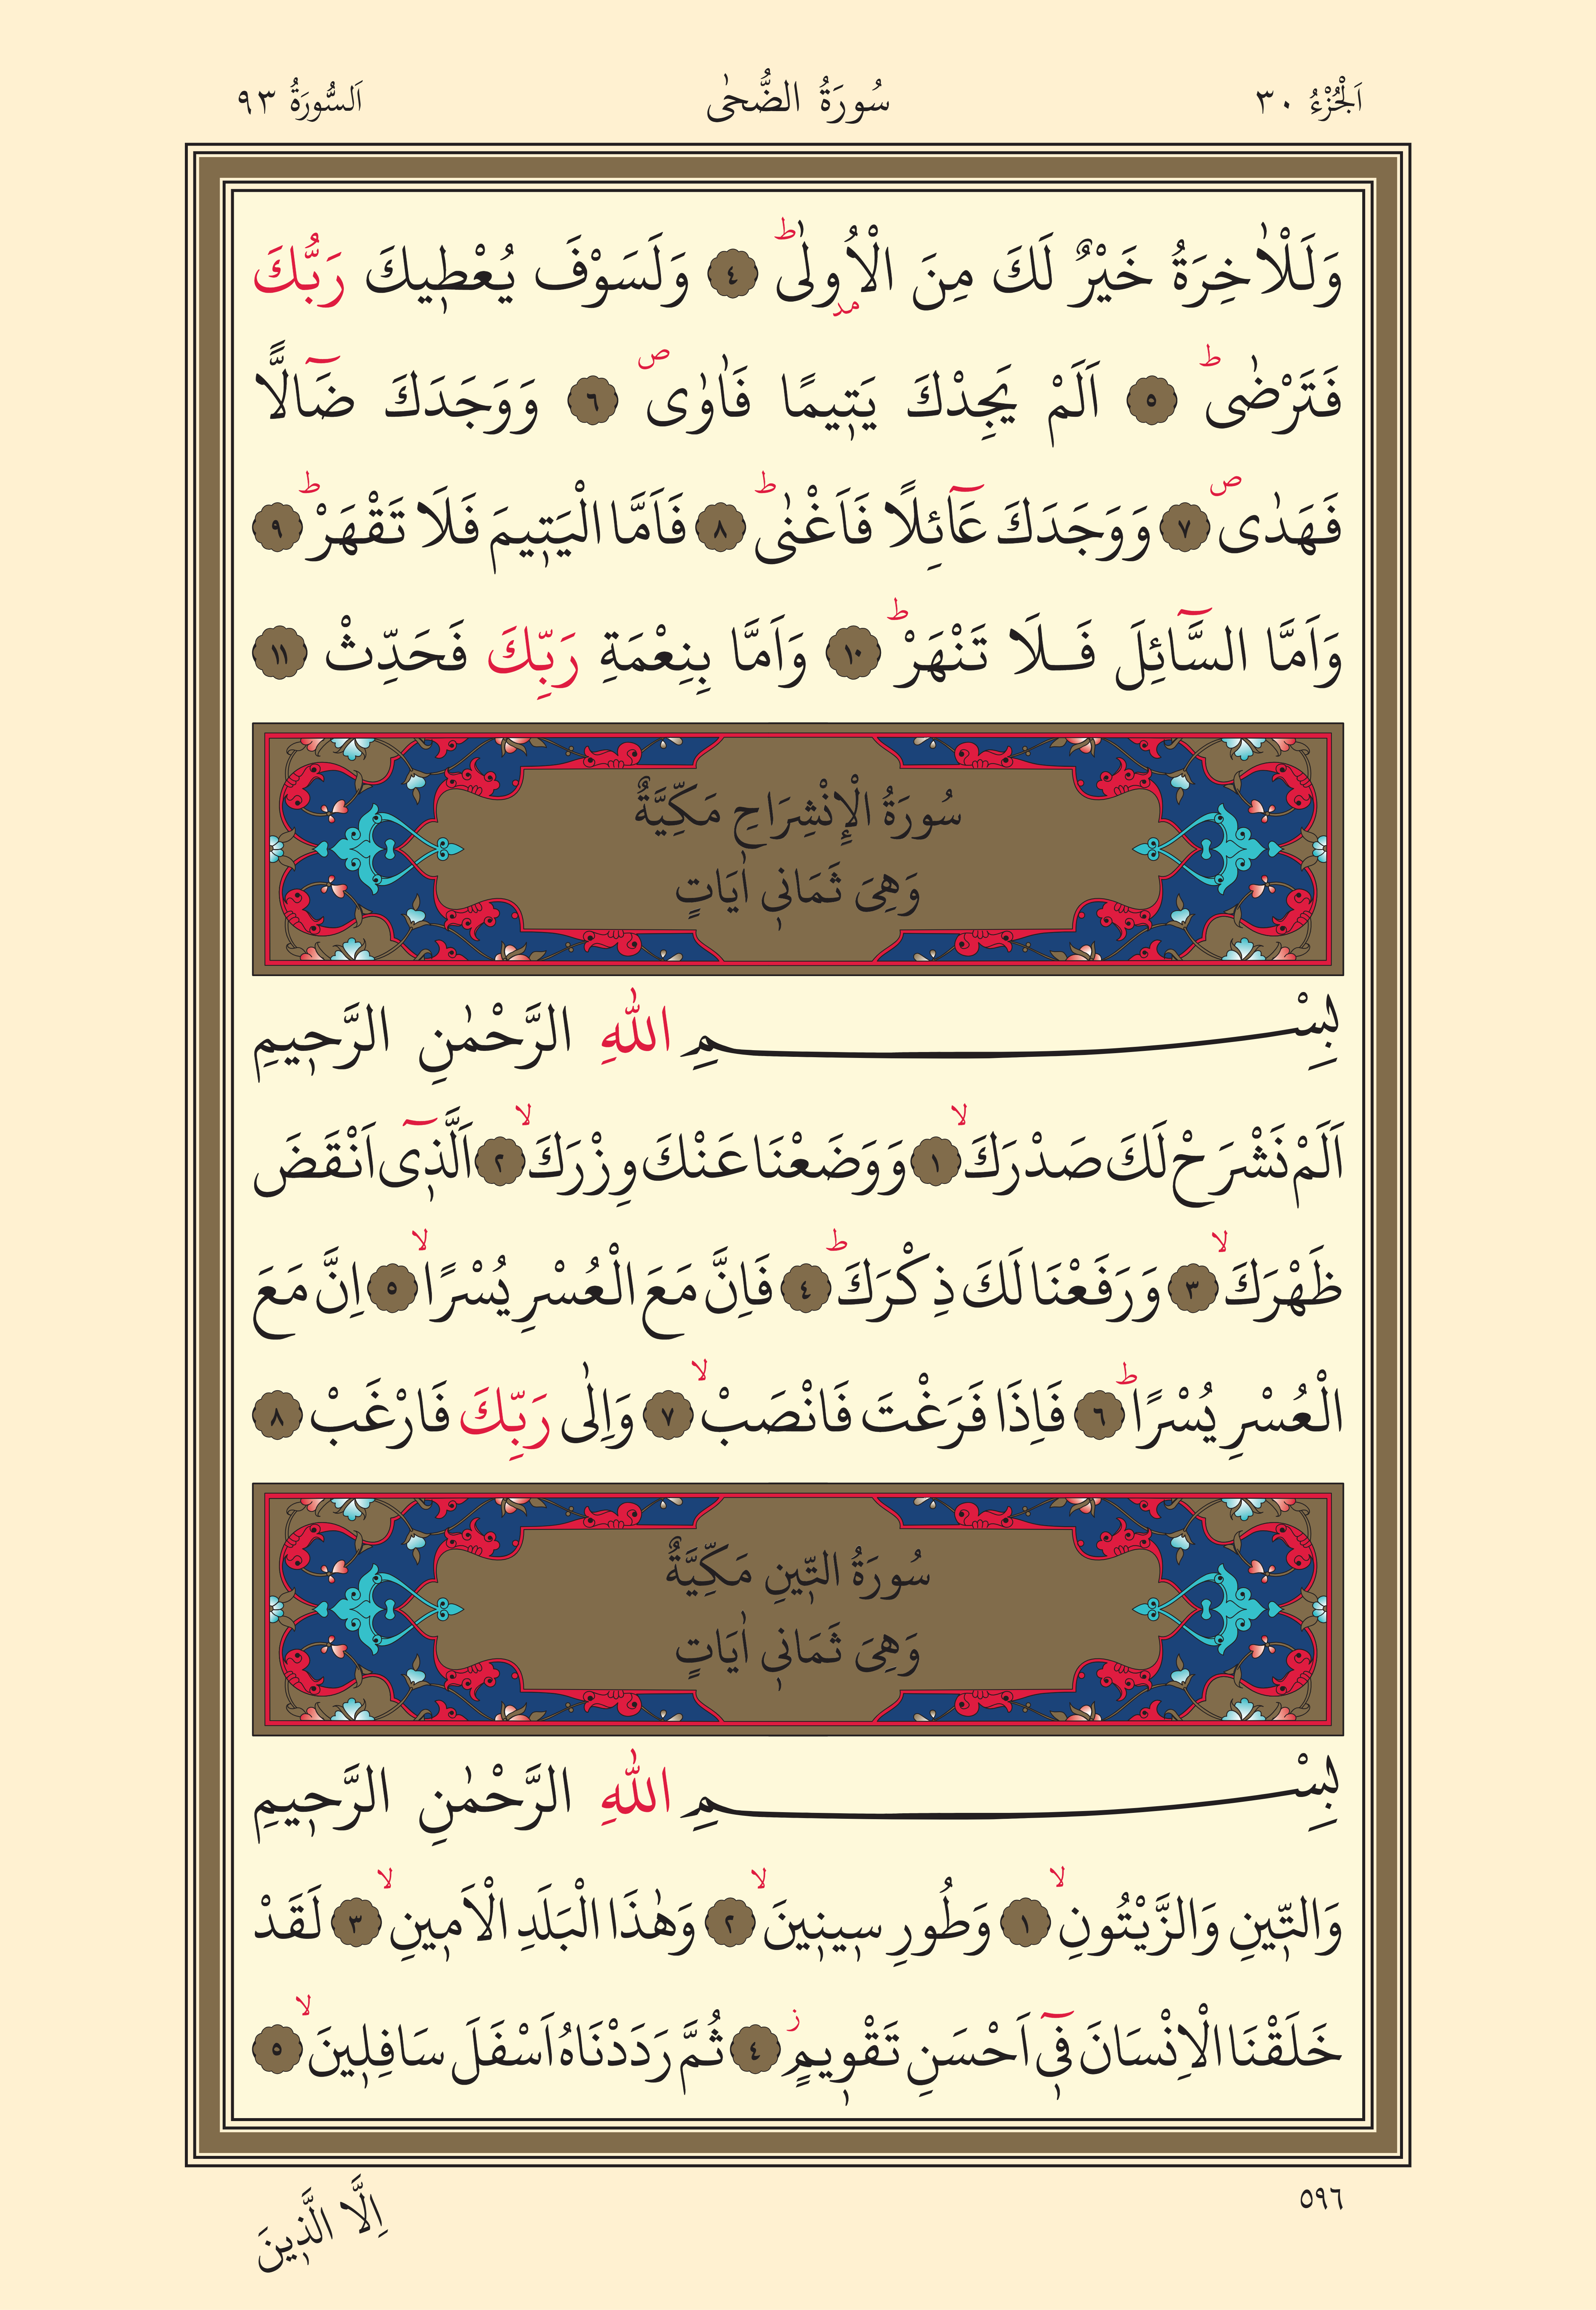 اَلْجُزْءُ ٣٠ سُورَةُ الضُّحٰى اَلسُّورَةُ ٩٣
وَلَلْاٰخِرَةُ خَيْرٌ لَكَ مِنَ الْاُو۫لٰىۜ ٤ وَلَسَوْفَ يُعْط۪يكَ رَبُّكَ
فَتَرْضٰىۜ ٥ اَلَمْ يَجِدْكَ يَت۪يمًا فَاٰوٰىۖ ٦ وَوَجَدَكَ ضَٓالًّا
فَهَدٰىۖ ٧ وَوَجَدَكَ عَٓائِلًا فَاَغْنٰىۜ ٨ فَاَمَّا الْيَت۪يمَ فَلَا تَقْهَرْۜ ٩
وَاَمَّا السَّٓائِلَ فَلَا تَنْهَرْۜ ١٠ وَاَمَّا بِنِعْمَةِ رَبِّكَ فَحَدِّثْ ١١
سُورَةُ الْإِنْشِرَاحِ مَكِّيَّةٌ
وَهِيَ ثَمَان۪ي اٰيَاتٍ
بِسْــــــمِ اللّٰهِ الرَّحْمٰنِ الرَّح۪يمِ
اَلَمْ نَشْرَحْ لَكَ صَدْرَكَۙ ١ وَوَضَعْنَا عَنْكَ وِزْرَكَۙ ٢ اَلَّذ۪ٓي اَنْقَضَ
ظَهْرَكَۙ ٣ وَرَفَعْنَا لَكَ ذِكْرَكَۜ ٤ فَاِنَّ مَعَ الْعُسْرِ يُسْرًاۙ ٥ اِنَّ مَعَ
الْعُسْرِ يُسْرًاۜ ٦ فَاِذَا فَرَغْتَ فَانْصَبْۙ ٧ وَاِلٰى رَبِّكَ فَارْغَبْ ٨
سُورَةُ التّ۪ينِ مَكِّيَّةٌ
وَهِيَ ثَمَان۪ي اٰيَاتٍ
بِسْــــــمِ اللّٰهِ الرَّحْمٰنِ الرَّح۪يمِ
وَالتّ۪ينِ وَالزَّيْتُونِۙ ١ وَطُورِ س۪ين۪ينَۙ ٢ وَهٰذَا الْبَلَدِ الْاَم۪ينِۙ ٣ لَقَدْ
خَلَقْنَا الْاِنْسَانَ ف۪ٓي اَحْسَنِ تَقْو۪يمٍۘ ٤ ثُمَّ رَدَدْنَاهُ اَسْفَلَ سَافِل۪ينَۙ ٥
٥٩٦
اِلَّا الَّذ۪ينَ